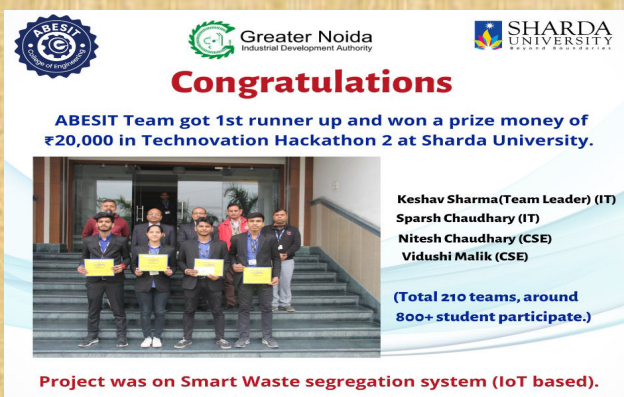 ABESIT
College of Engineering
Greater Noida
Industrial Development Authority
SHARDA
UNIVERSITY
Beyond Boundaries
Congratulations
ABESIT Team got 1st runner up and won a prize money of
₹20,000 in Technovation Hackathon 2 at Sharda University.
Keshav Sharma(Team Leader) (IT)
Sparsh Chaudhary (IT)
Nitesh Chaudhary (CSE)
Vidushi Malik (CSE)
(Total 210 teams, around
800+ student participate.)
Project was on Smart Waste segregation system (IoT based).